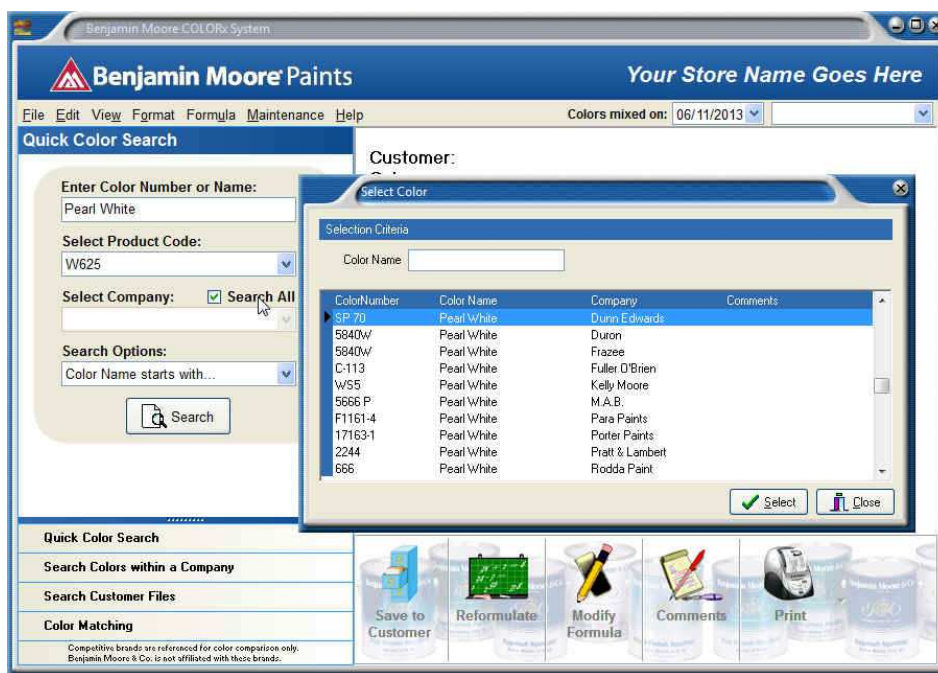 Benjamin Moore COLORx System
Benjamin Moore Paints
Your Store Name Goes Here
File Edit View Format Formula Maintenance Help
Colors mixed on: 06/11/2013
Quick Color Search
Customer:
Enter Color Number or Name:
Pearl White
Select Product Code:
W625
Select Company: Search All
Search Options:
Color Name starts with...
Search
Select Color
Selection Criteria
Color Name
ColorNumber Color Name Company Comments
SP 70 Pearl White Dunn Edwards
5840W Pearl White Duron
5840W Pearl White Frazee
C-113 Pearl White Fuller O'Brien
WS5 Pearl White Kelly Moore
5666 P Pearl White M.A.B.
F1161-4 Pearl White Para Paints
17163-1 Pearl White Porter Paints
2244 Pearl White Pratt & Lambert
666 Pearl White Rodda Paint
Select Close
Quick Color Search
Search Colors within a Company
Search Customer Files
Color Matching
Competitive brands are referenced for color comparison only.
Benjamin Moore & Co. is not affiliated with these brands.
Save to Customer
Reformulate
Modify Formula
Comments
Print